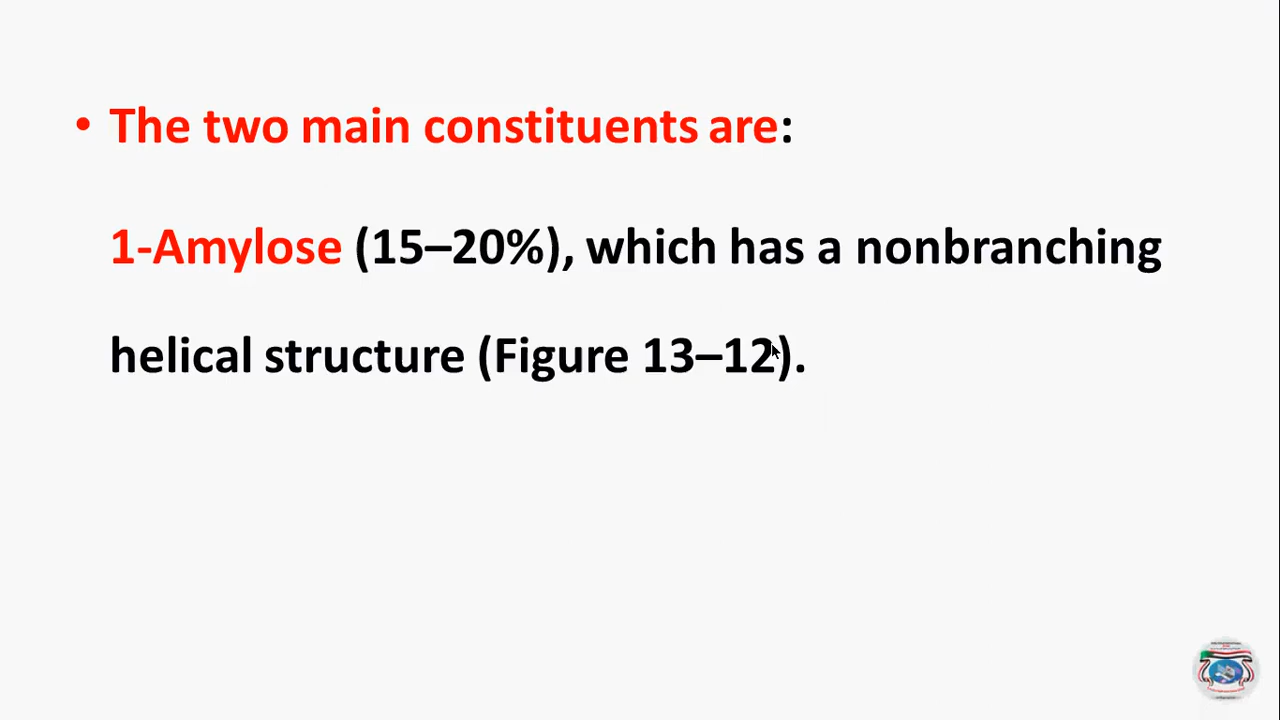 • The two main constituents are:
1-Amylose (15–20%), which has a nonbranching
helical structure (Figure 13–12).